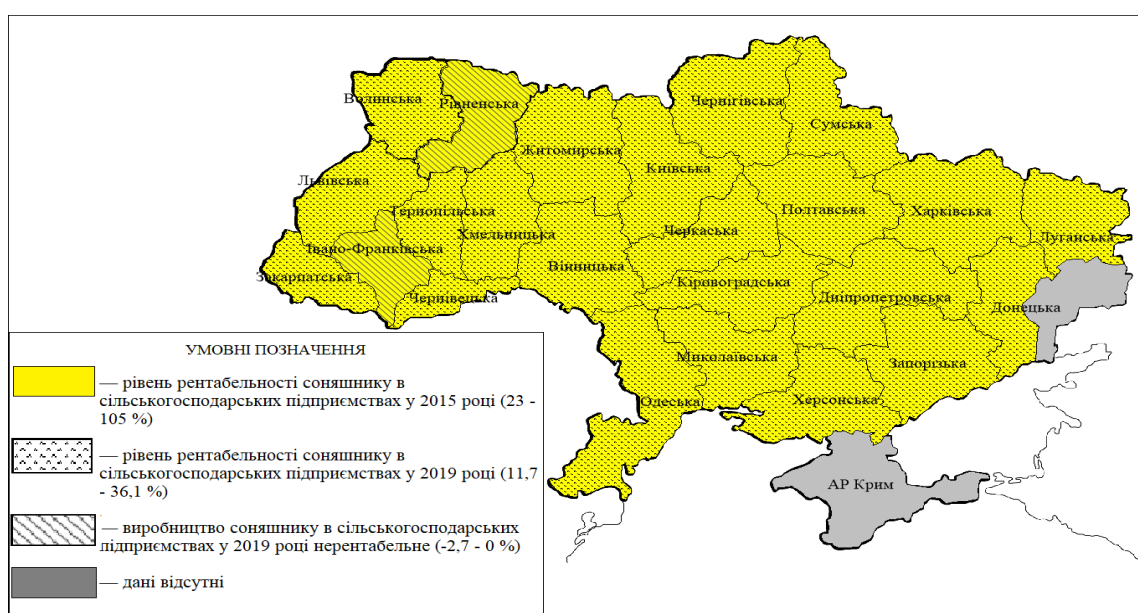 Волинська
Рівненська
Чернігівська
Сумська
Житомирська
Київська
Львівська
Тернопільська
Хмельницька
Полтавська
Харківська
Луганська
Черкаська
Івано-Франківська
Закарпатська
Вінницька
Кіровоградська
Чернівецька
Дніпропетровська
Донецька
Миколаївська
Запорізька
Одеська
Херсонська
АР Крим
УМОВНІ ПОЗНАЧЕННЯ
— рівень рентабельності соняшнику в
сільськогосподарських підприємствах у 2015 році (23 -
105 %)
— рівень рентабельності соняшнику в
сільськогосподарських підприємствах у 2019 році (11,7
- 36,1 %)
— виробництво соняшнику в сільськогосподарських
підприємствах у 2019 році нерентабельне (-2,7 - 0 %)
— дані відсутні